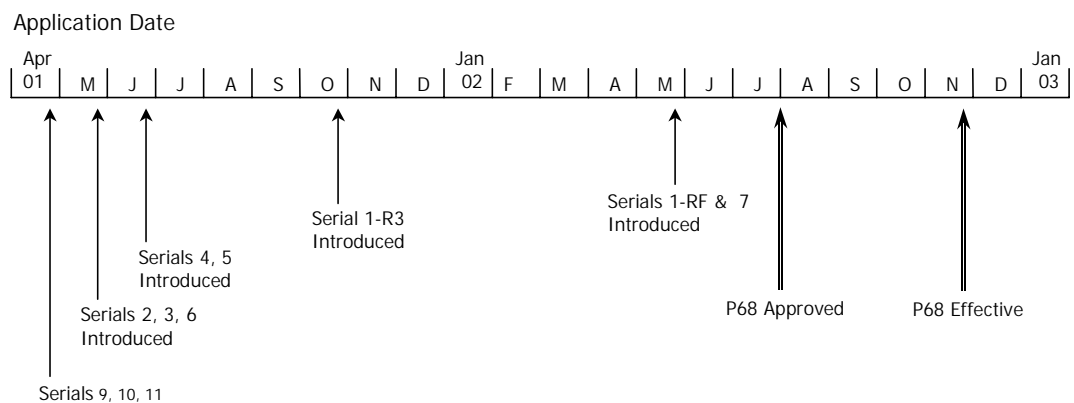 Application Date
Apr 01 M J J A S O N D Jan 02 F M A M J J A S O N D Jan 03
Serial 1-R3
Introduced
Serials 1-RF & 7
Introduced
Serials 4, 5
Introduced
P68 Approved
P68 Effective
Serials 2, 3, 6
Introduced
Serials 9, 10, 11